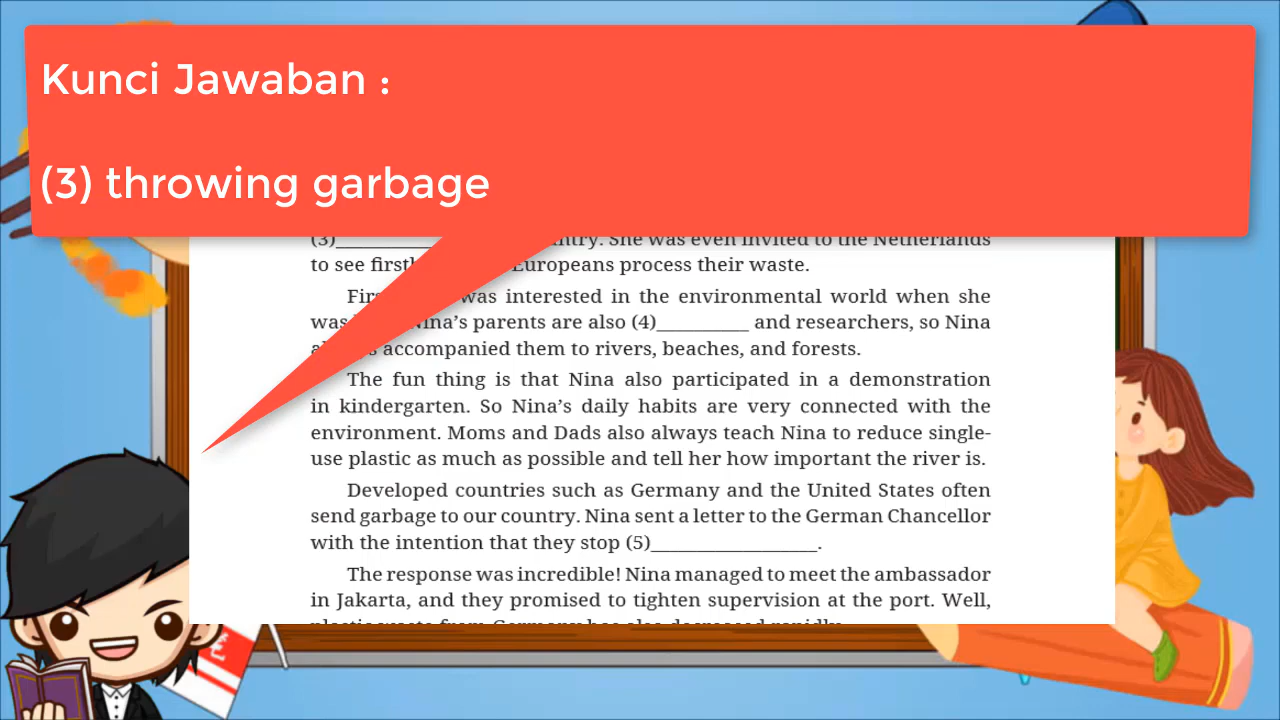 Kunci Jawaban :
(3) throwing garbage
(3)__________ She was even invited to the Netherlands
to see Europeans process their waste.
was interested in the environmental world when she
was Nina’s parents are also (4)_________ and researchers, so Nina
accompanied them to rivers, beaches, and forests.
The fun thing is that Nina also participated in a demonstration
in kindergarten. So Nina’s daily habits are very connected with the
environment. Moms and Dads also always teach Nina to reduce single-
use plastic as much as possible and tell her how important the river is.
Developed countries such as Germany and the United States often
send garbage to our country. Nina sent a letter to the German Chancellor
with the intention that they stop (5)________________.
The response was incredible! Nina managed to meet the ambassador
in Jakarta, and they promised to tighten supervision at the port. Well,